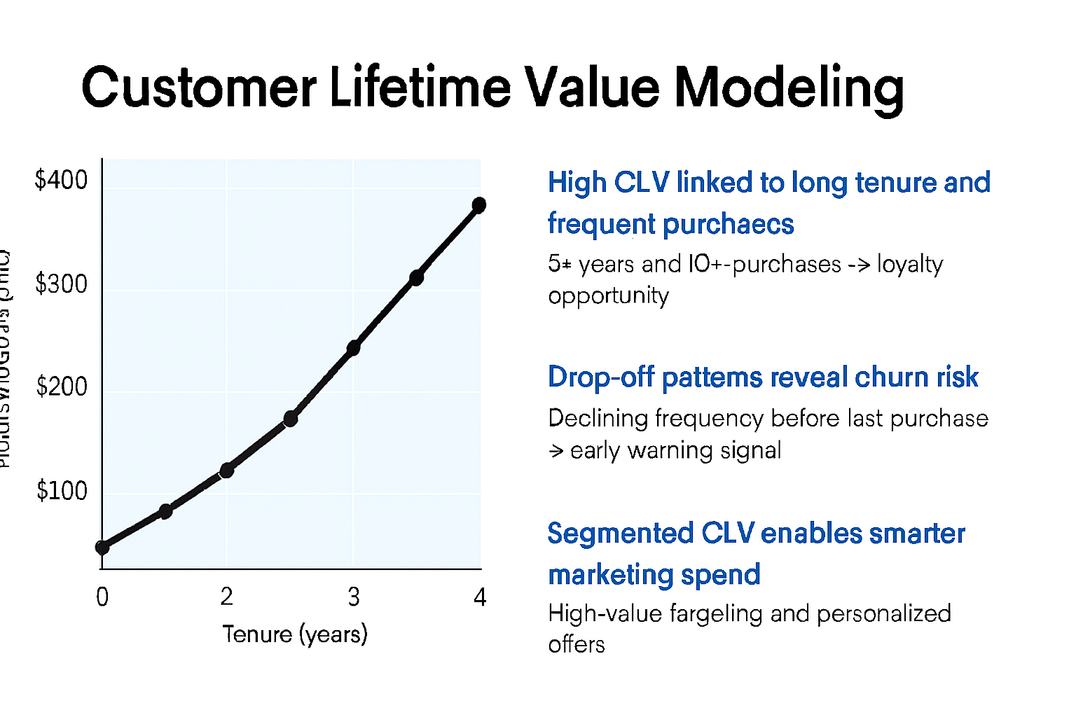 Customer Lifetime Value Modeling
$400
$300
$200
$100
0 2 3 4
Tenure (years)
High CLV linked to long tenure and
frequent purchaecs
5± years and IO+-purchases -> loyalty
opportunity
Drop-off pattems reveal churn risk
Declining frequency before last purchase
→ early warning signal
Segmented CLV enables smarter
marketing spend
High-value fargeling and personalized
offers